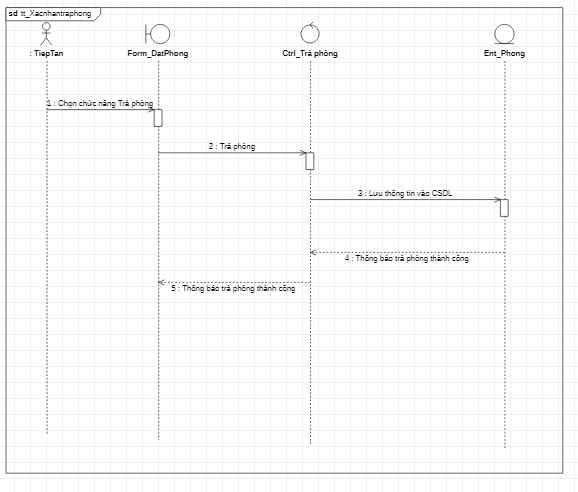 sd tt_Xacnhantraphong
: TiepTan
Form_DatPhong
Ctrl_Trả phòng
Ent_Phong
1 : Chọn chức năng Trả phòng
2 : Trả phòng
3 : Lưu thông tin vào CSDL
4 : Thông báo trả phòng thành công
5 : Thông báo trả phòng thành công